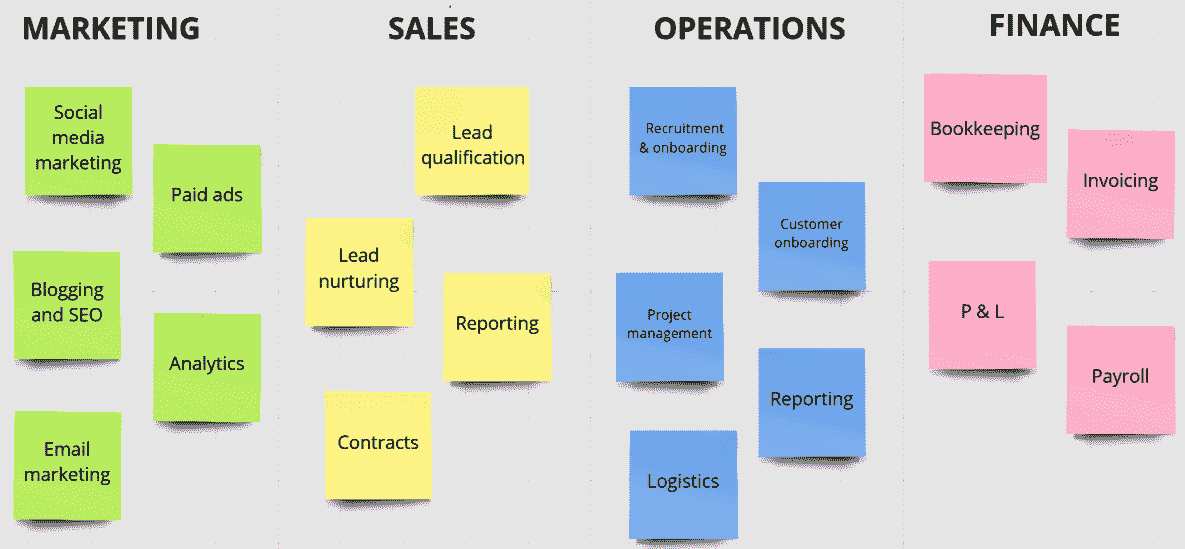 MARKETING
SALES
OPERATIONS
FINANCE
Social
media
marketing
Paid ads
Blogging
and SEO
Analytics
Email
marketing
Lead
qualification
Lead
nurturing
Reporting
Contracts
Recruitment
& onboarding
Customer
onboarding
Project
management
Reporting
Logistics
Bookkeeping
Invoicing
P & L
Payroll